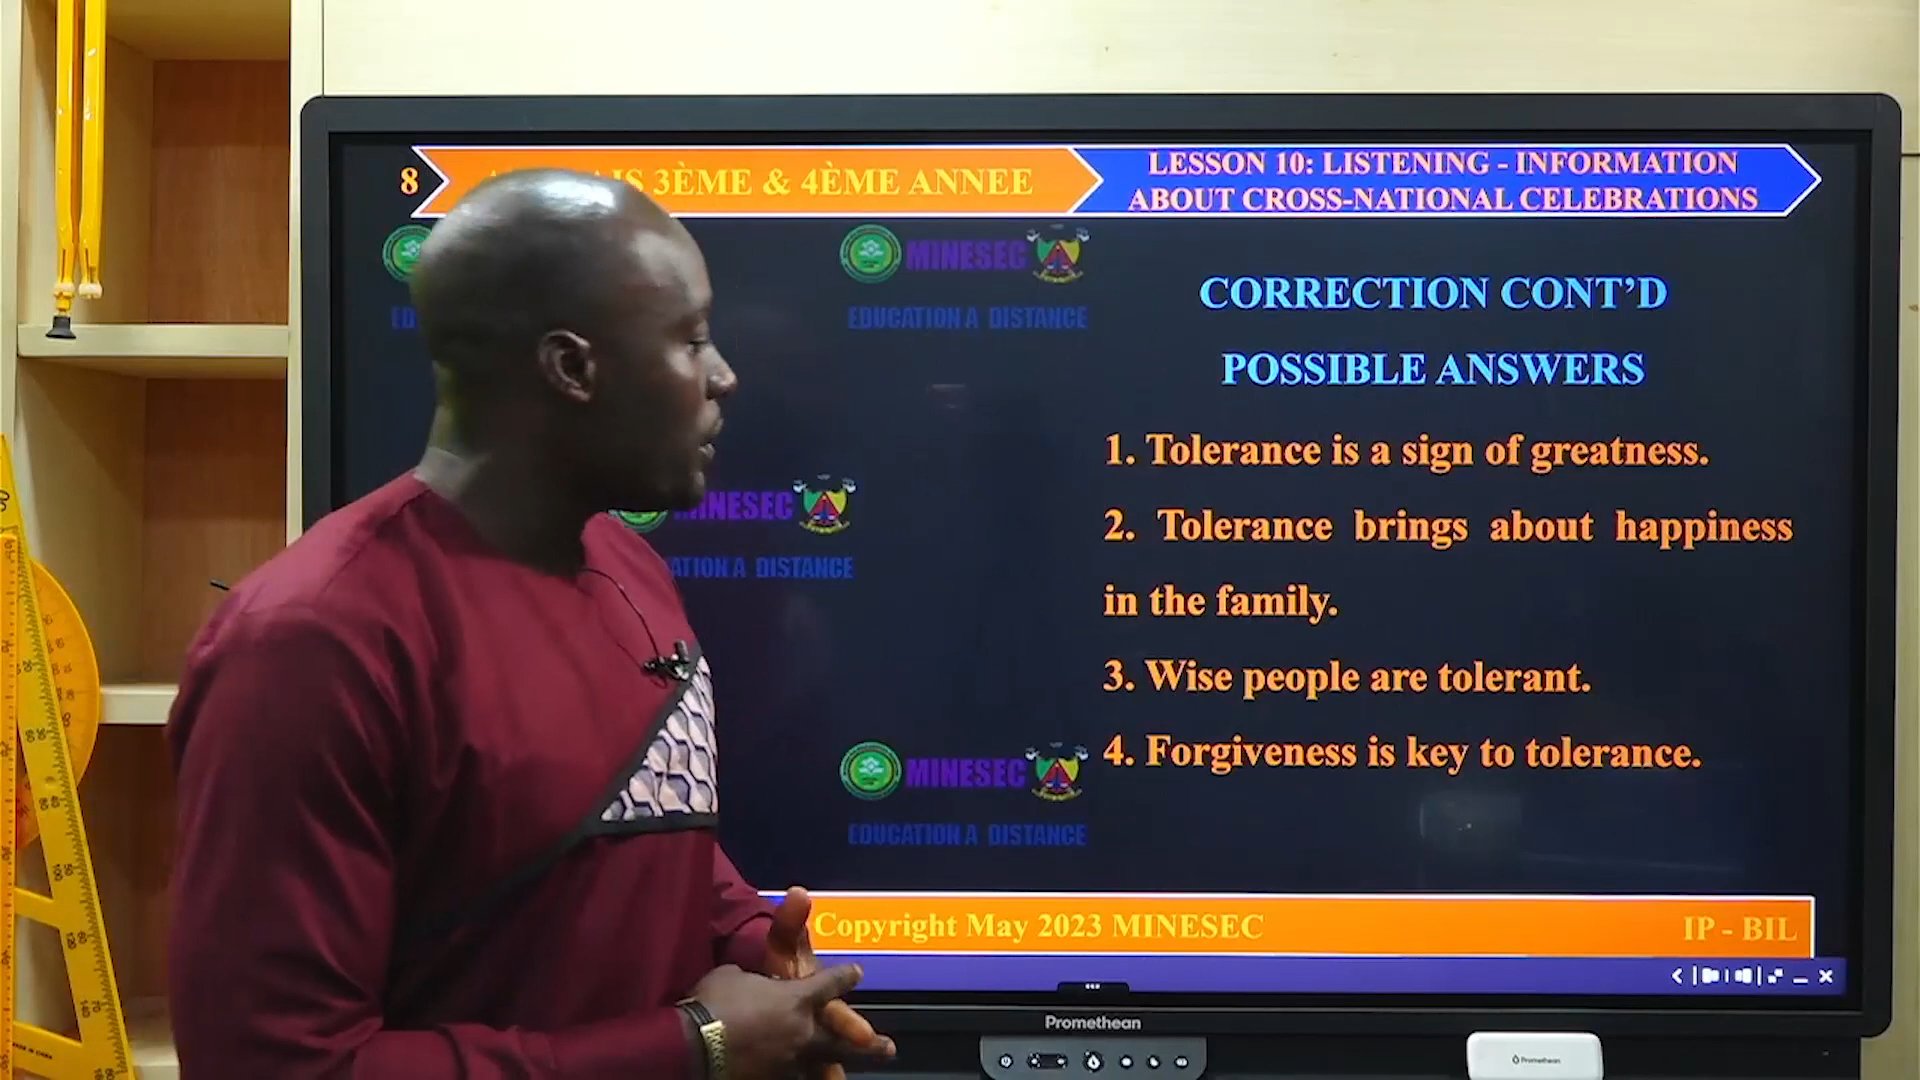 8
3ÈME & 4ÈME ANNEE
LESSON 10: LISTENING - INFORMATION
ABOUT CROSS-NATIONAL CELEBRATIONS
MINESEC
EDUCATION A DISTANCE
CORRECTION CONT’D
POSSIBLE ANSWERS
1. Tolerance is a sign of greatness.
2. Tolerance brings about happiness
in the family.
3. Wise people are tolerant.
4. Forgiveness is key to tolerance.
MINESEC
DISTANCE
MINESEC
EDUCATION A DISTANCE
Copyright May 2023 MINESEC
IP - BIL
Promethean
Promethean